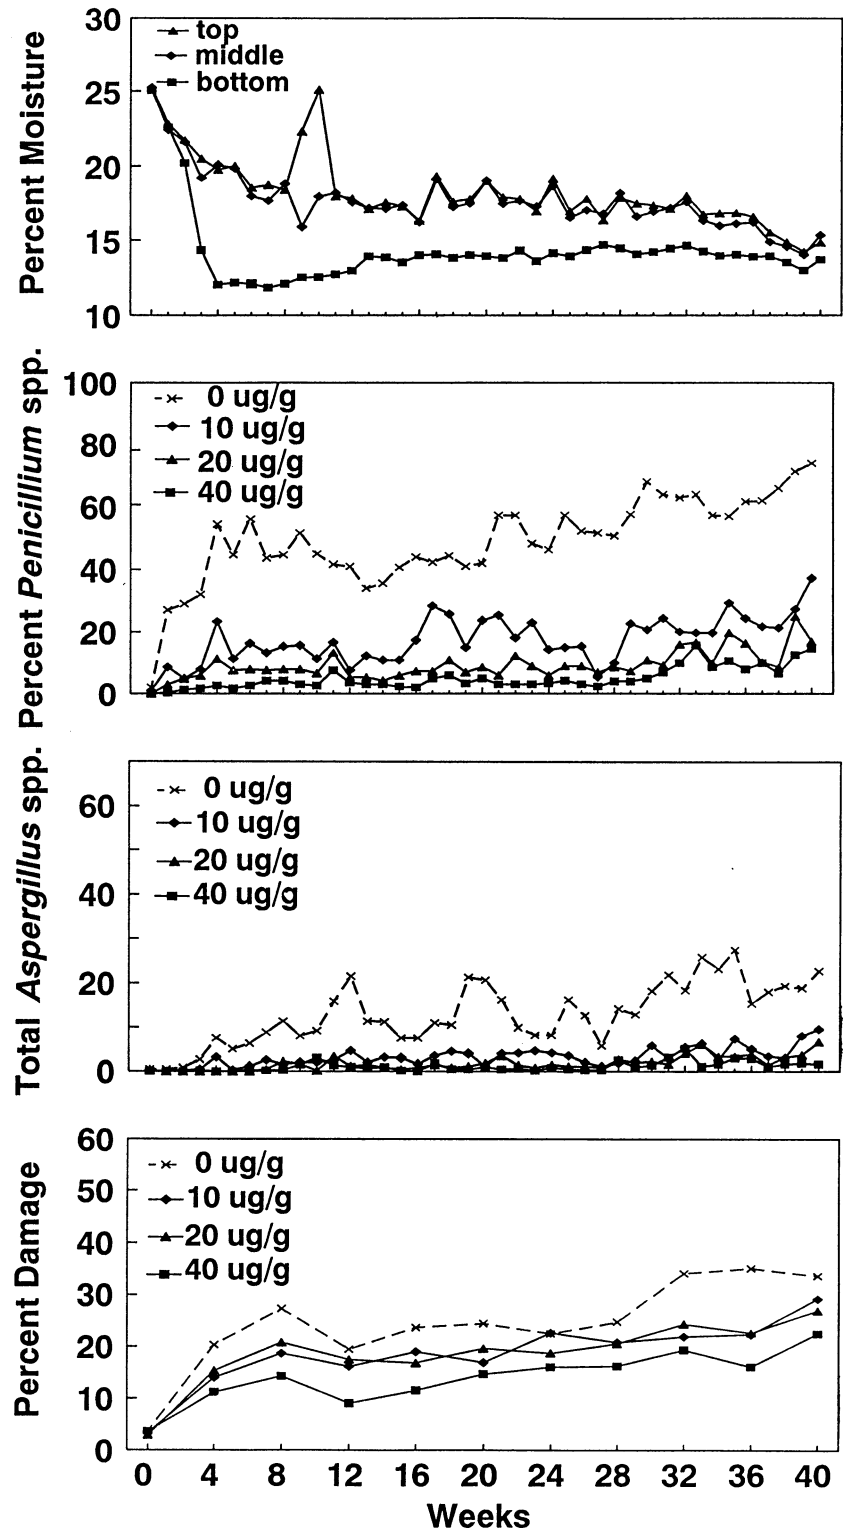 Percent Moisture
30
25
20
15
10
top
middle
bottom
Percent Penicillium spp.
100
80
60
40
20
0
0 ug/g
10 ug/g
20 ug/g
40 ug/g
Total Aspergillus spp.
60
40
20
0
0 ug/g
10 ug/g
20 ug/g
40 ug/g
Percent Damage
60
50
40
30
20
10
0
0 ug/g
10 ug/g
20 ug/g
40 ug/g
0 4 8 12 16 20 24 28 32 36 40
Weeks